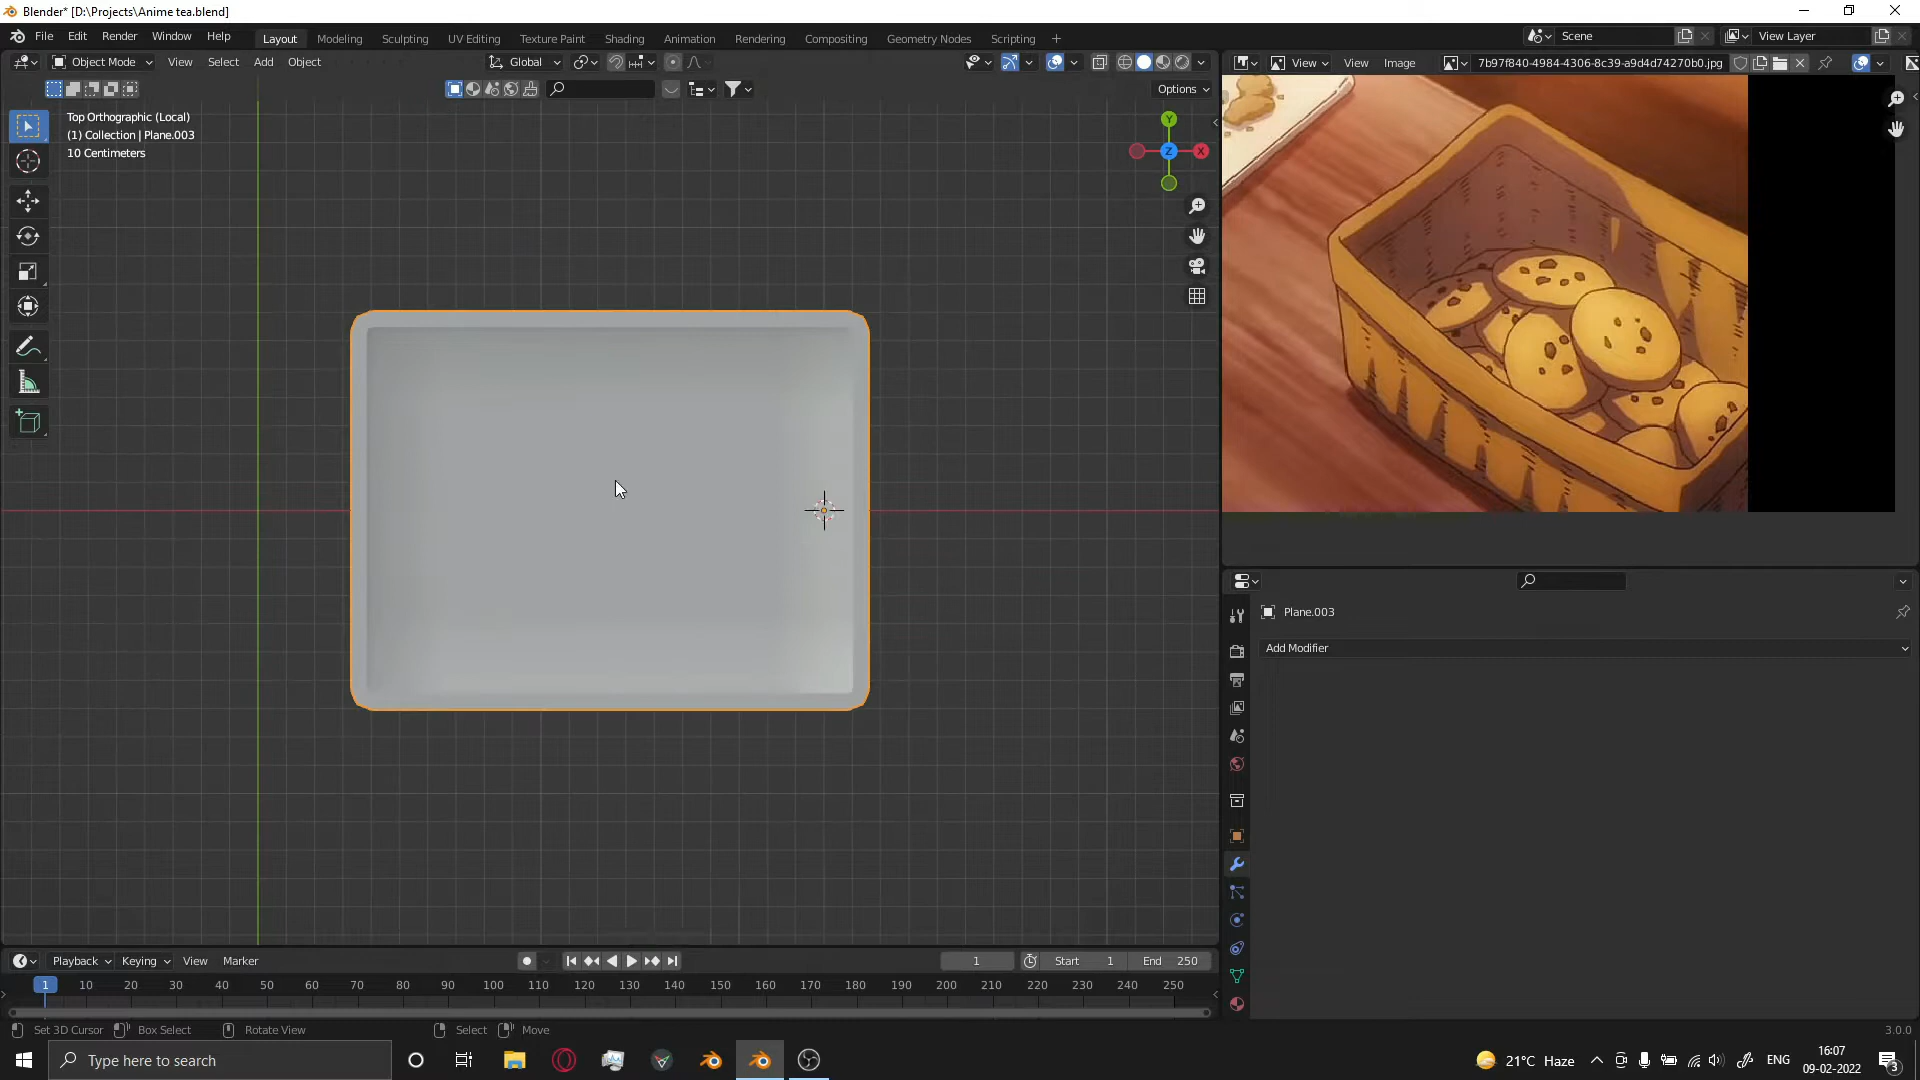 Blender* [D:\Projects\Anime tea.blend]
File Edit Render Window Help
Layout Modeling Sculpting UV Editing Texture Paint Shading Animation Rendering Compositing Geometry Nodes Scripting +
Scene
View Layer
Object Mode View Select Add Object
Global
View View Image 7b97f840-4984-4306-8c39-a9d4d74270b0.jpg
Options
Top Orthographic (Local)
(1) Collection | Plane.003
10 Centimeters
Y
Z
X
Plane.003
Add Modifier
Playback Keying View Marker
1 Start 1 End 250
1 10 20 30 40 50 60 70 80 90 100 110 120 130 140 150 160 170 180 190 200 210 220 230 240 250
Set 3D Cursor Box Select Rotate View Select Move
3.0.0
Type here to search
21°C Haze
ENG
16:07
09-02-2022
3